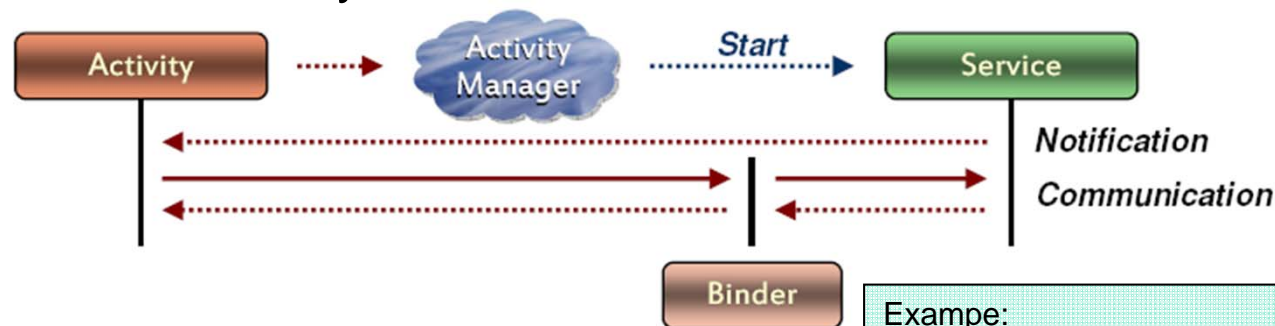 Activity
Activity
Manager
Start
Service
Notification
Communication
Binder
Exampe: